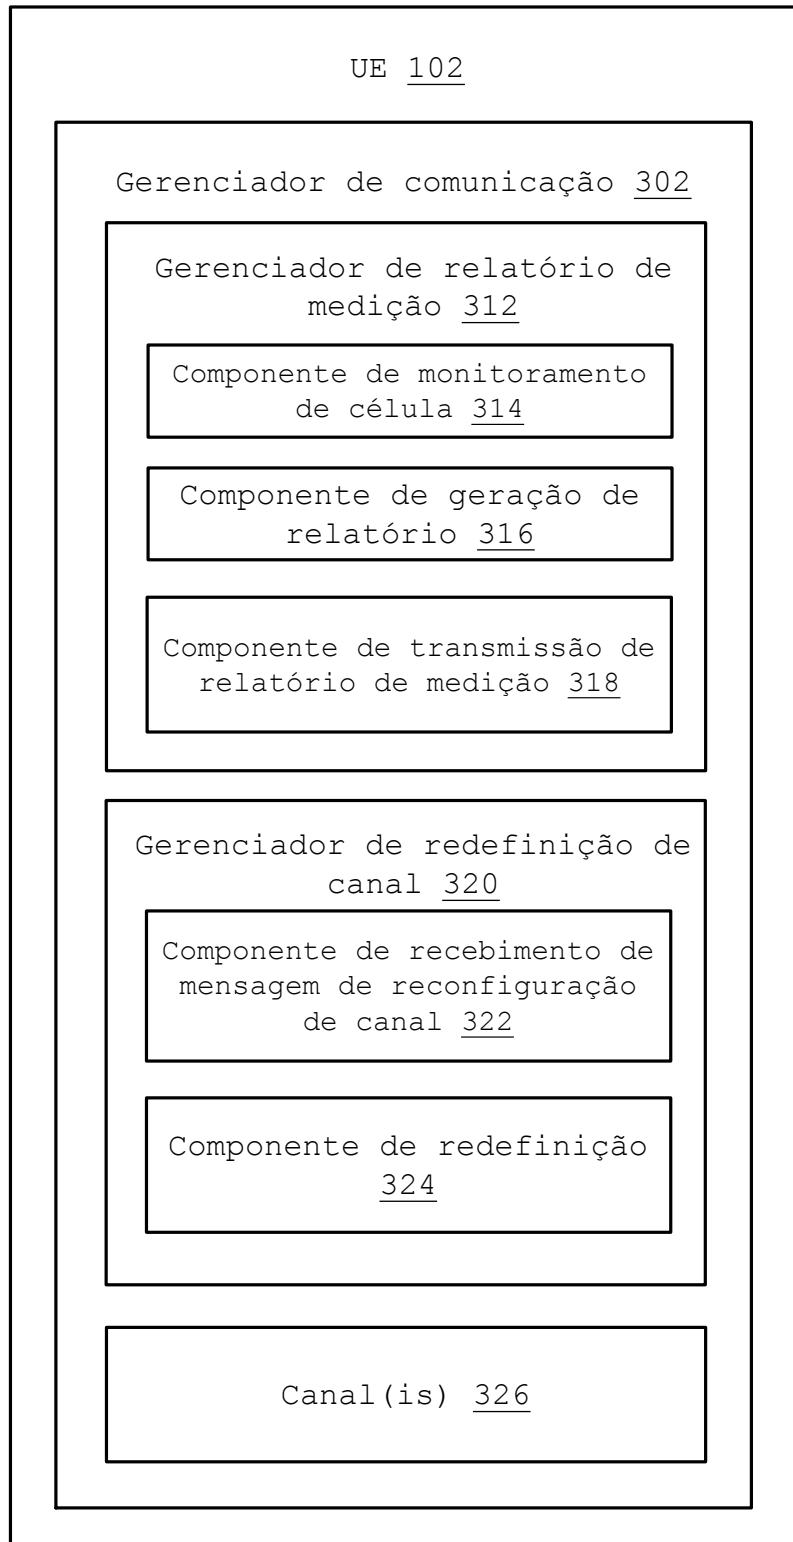 UE 102
Gerenciador de comunicação 302
Gerenciador de relatório de
medição 312
Componente de monitoramento
de célula 314
Componente de geração de
relatório 316
Componente de transmissão de
relatório de medição 318
Gerenciador de redefinição de
canal 320
Componente de recebimento de
mensagem de reconfiguração
de canal 322
Componente de redefinição
324
Canal(is) 326